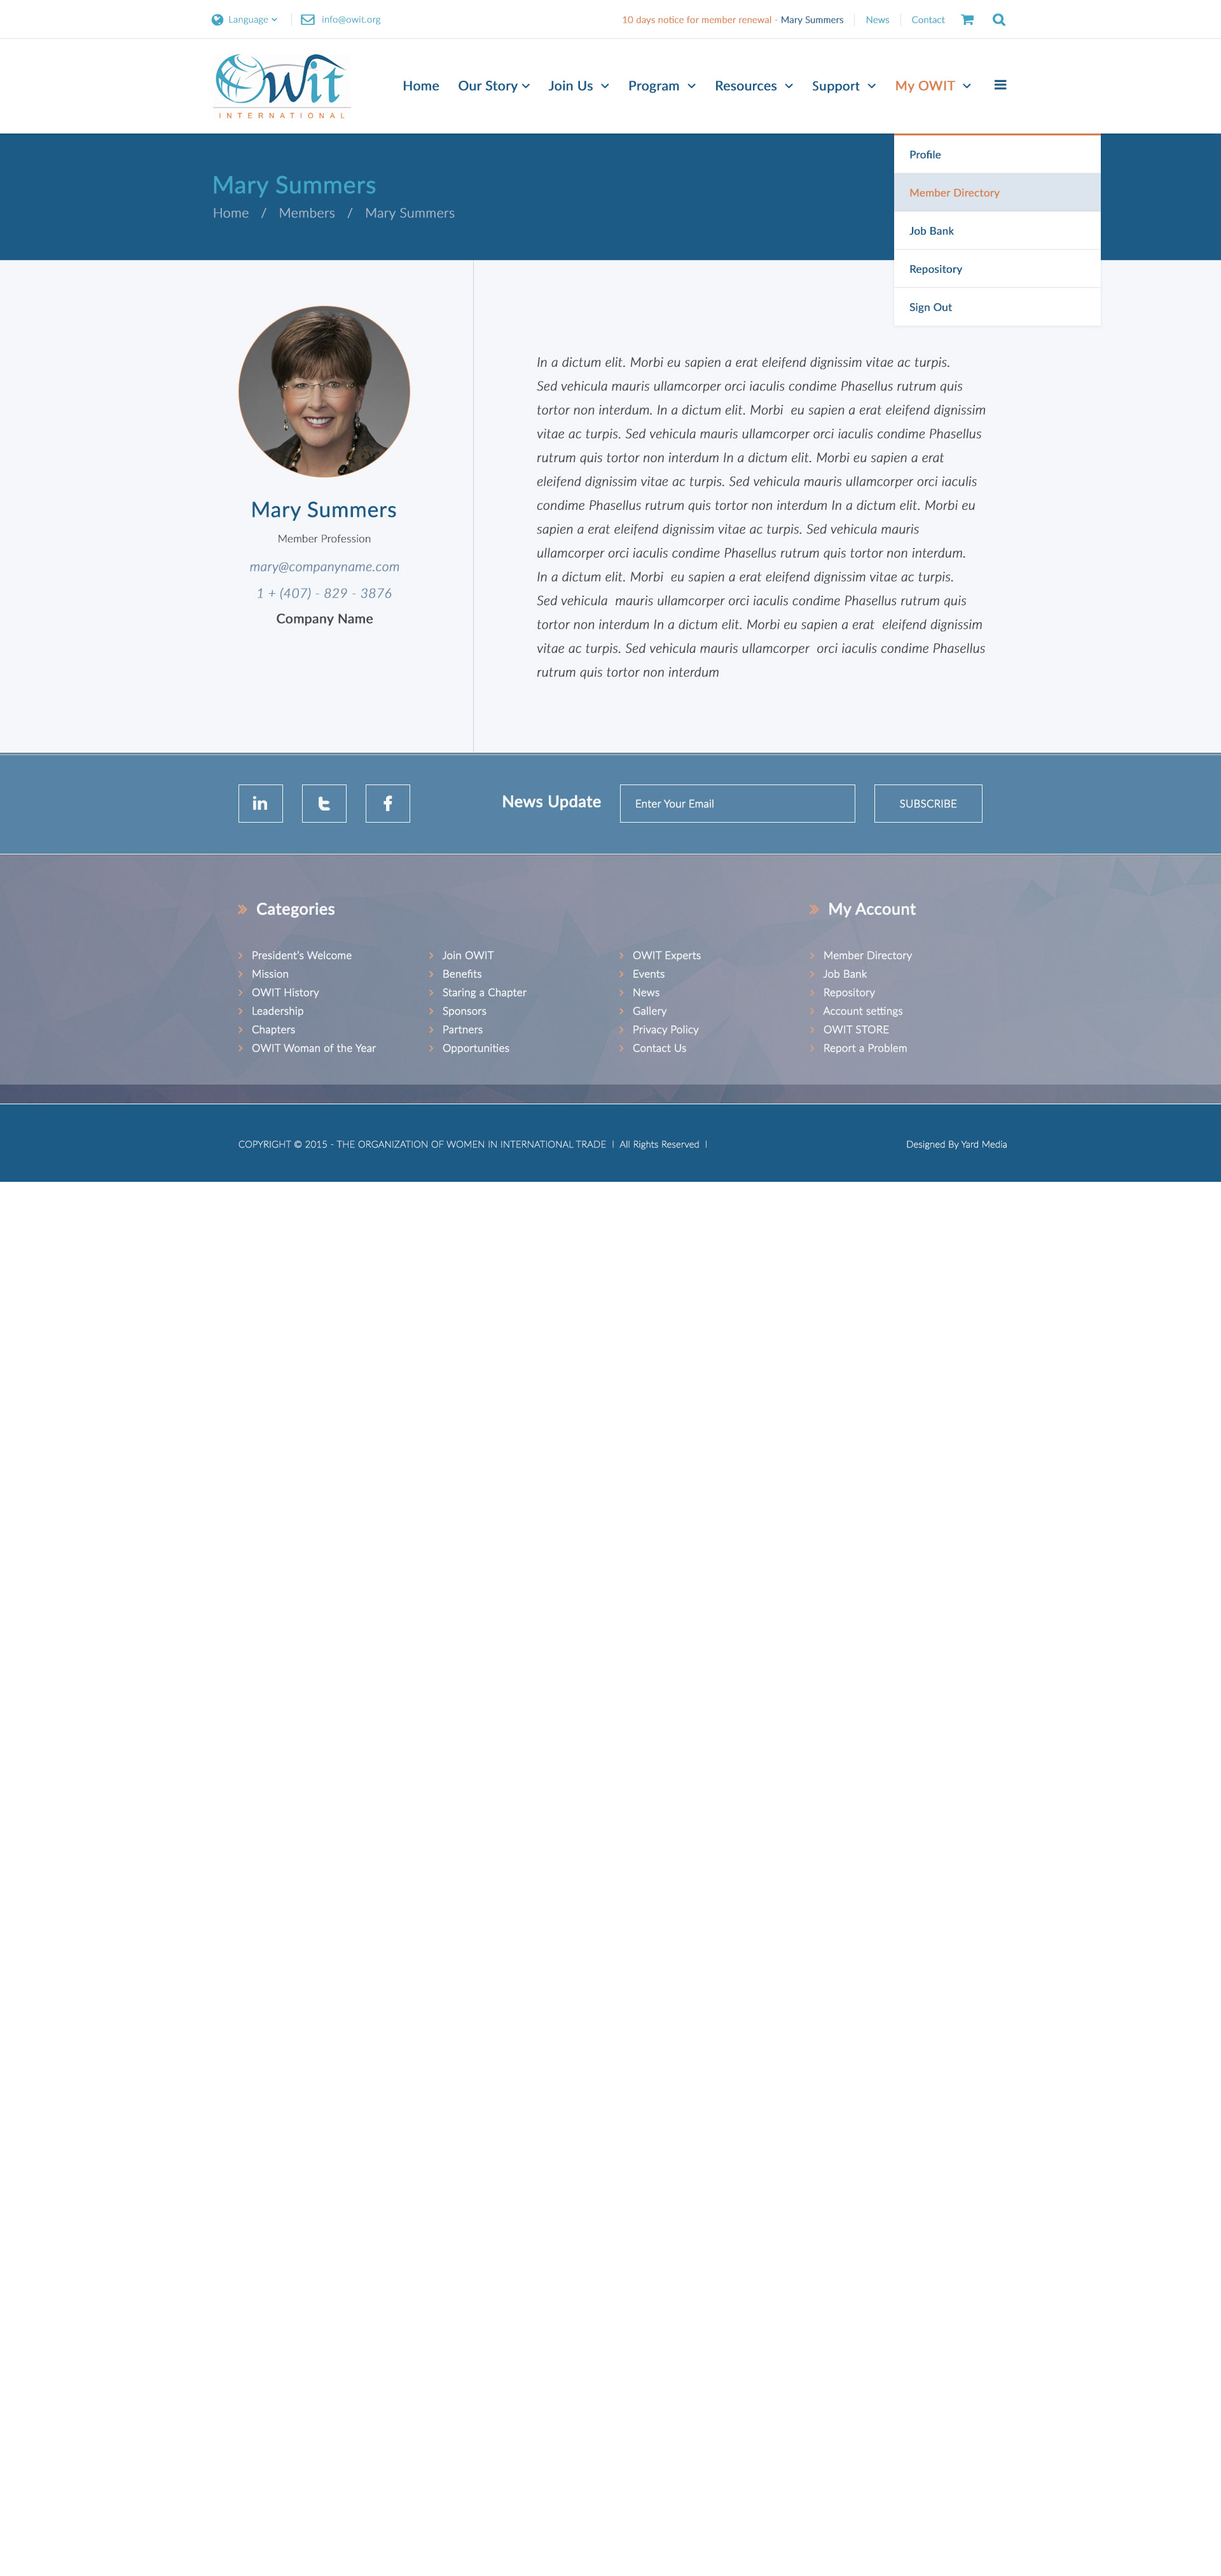 Language
info@owit.org
10 days notice for member renewal - Mary Summers
News
Contact
Owit
INTERNATIONAL
Home
Our Story
Join Us
Program
Resources
Support
My OWIT
Profile
Member Directory
Job Bank
Repository
Sign Out
Mary Summers
Home / Members / Mary Summers
Mary Summers
Member Profession
mary@companyname.com
1 + (407) - 829 - 3876
Company Name
In a dictum elit. Morbi eu sapien a erat eleifend dignissim vitae ac turpis.
Sed vehicula mauris ullamcorper orci iaculis condime Phasellus rutrum quis
tortor non interdum. In a dictum elit. Morbi eu sapien a erat eleifend dignissim
vitae ac turpis. Sed vehicula mauris ullamcorper orci iaculis condime Phasellus
rutrum quis tortor non interdum In a dictum elit. Morbi eu sapien a erat
eleifend dignissim vitae ac turpis. Sed vehicula mauris ullamcorper orci iaculis
condime Phasellus rutrum quis tortor non interdum In a dictum elit. Morbi eu
sapien a erat eleifend dignissim vitae ac turpis. Sed vehicula mauris
ullamcorper orci iaculis condime Phasellus rutrum quis tortor non interdum.
In a dictum elit. Morbi eu sapien a erat eleifend dignissim vitae ac turpis.
Sed vehicula mauris ullamcorper orci iaculis condime Phasellus rutrum quis
tortor non interdum In a dictum elit. Morbi eu sapien a erat eleifend dignissim
vitae ac turpis. Sed vehicula mauris ullamcorper orci iaculis condime Phasellus
rutrum quis tortor non interdum
News Update
Enter Your Email
SUBSCRIBE
Categories
President's Welcome
Mission
OWIT History
Leadership
Chapters
OWIT Woman of the Year
Join OWIT
Benefits
Staring a Chapter
Sponsors
Partners
Opportunities
OWIT Experts
Events
News
Gallery
Privacy Policy
Contact Us
My Account
Member Directory
Job Bank
Repository
Account settings
OWIT STORE
Report a Problem
COPYRIGHT © 2015 - THE ORGANIZATION OF WOMEN IN INTERNATIONAL TRADE | All Rights Reserved |
Designed By Yard Media